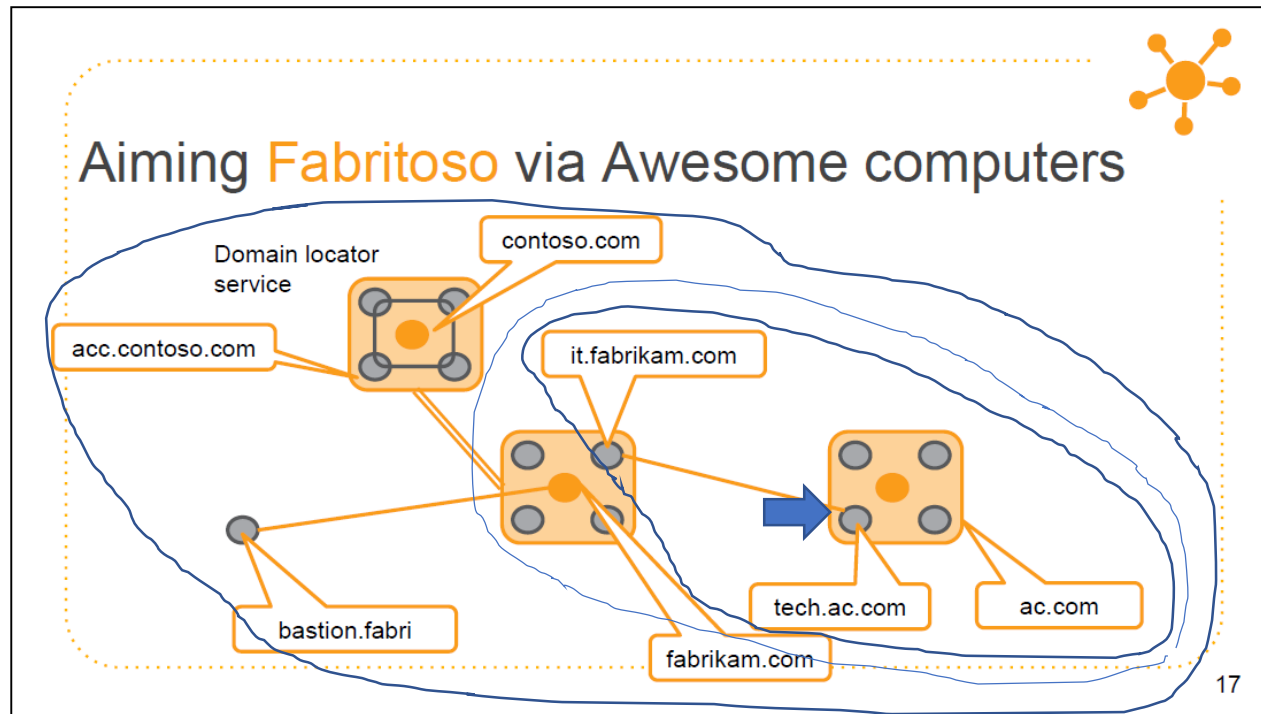 Aiming Fabritoso via Awesome computers
Domain locator
service
contoso.com
acc.contoso.com
it.fabrikam.com
tech.ac.com
ac.com
bastion.fabri
fabrikam.com
17